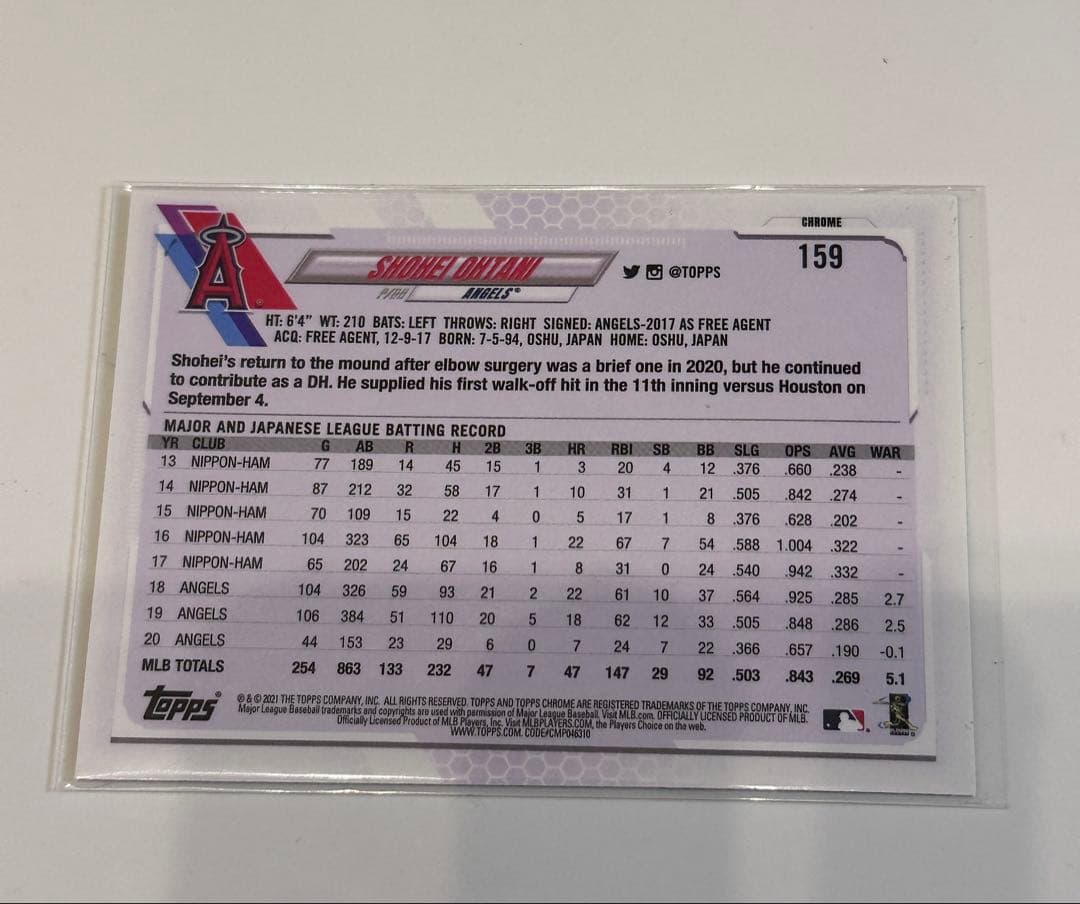 CHROME
159
SHOHEI OHTANI
@TOPPS
P/DH ANGELS®
HT: 6'4" WT: 210 BATS: LEFT THROWS: RIGHT SIGNED: ANGELS-2017 AS FREE AGENT
ACQ: FREE AGENT, 12-9-17 BORN: 7-5-94, OSHU, JAPAN HOME: OSHU, JAPAN
Shohei's return to the mound after elbow surgery was a brief one in 2020, but he continued
to contribute as a DH. He supplied his first walk-off hit in the 11th inning versus Houston on
September 4.
MAJOR AND JAPANESE LEAGUE BATTING RECORD
YR CLUB G AB R H 2B 3B HR RBI SB BB SLG OPS AVG WAR
13 NIPPON-HAM 77 189 14 45 15 1 3 20 4 12 .376 .660 .238 -
14 NIPPON-HAM 87 212 32 58 17 1 10 31 1 21 .505 .842 .274 -
15 NIPPON-HAM 70 109 15 22 4 0 5 17 1 8 .376 .628 .202 -
16 NIPPON-HAM 104 323 65 104 18 1 22 67 7 54 .588 1.004 .322 -
17 NIPPON-HAM 65 202 24 67 16 1 8 31 0 24 .540 .942 .332 -
18 ANGELS 104 326 59 93 21 2 22 61 10 37 .564 .925 .285 2.7
19 ANGELS 106 384 51 110 20 5 18 62 12 33 .505 .848 .286 2.5
20 ANGELS 44 153 23 29 6 0 7 24 7 22 .366 .657 .190 -0.1
MLB TOTALS 254 863 133 232 47 7 47 147 29 92 .503 .843 .269 5.1
topps®
® & © 2021 THE TOPPS COMPANY, INC. ALL RIGHTS RESERVED. TOPPS AND TOPPS CHROME ARE REGISTERED TRADEMARKS OF THE TOPPS COMPANY, INC.
Major League Baseball trademarks and copyrights are used with permission of Major League Baseball. Visit MLB.com. OFFICIALLY LICENSED PRODUCT OF MLB.
Officially Licensed Product of MLB Players, Inc. Visit MLBPLAYERS.COM, the Players Choice on the web.
WWW.TOPPS.COM. CODE#CMP046310